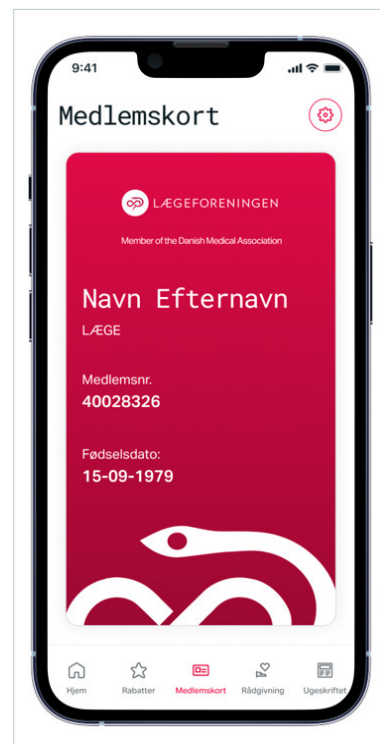 9:41
Medlemskort
LÆGEFORENINGEN
Member of the Danish Medical Association
Navn Efternavn
LÆGE
Medlemsnr.
40028326
Fødselsdato:
15-09-1979
Hjem
Rabatter
Medlemskort
Rådgivning
Ugeskriftet